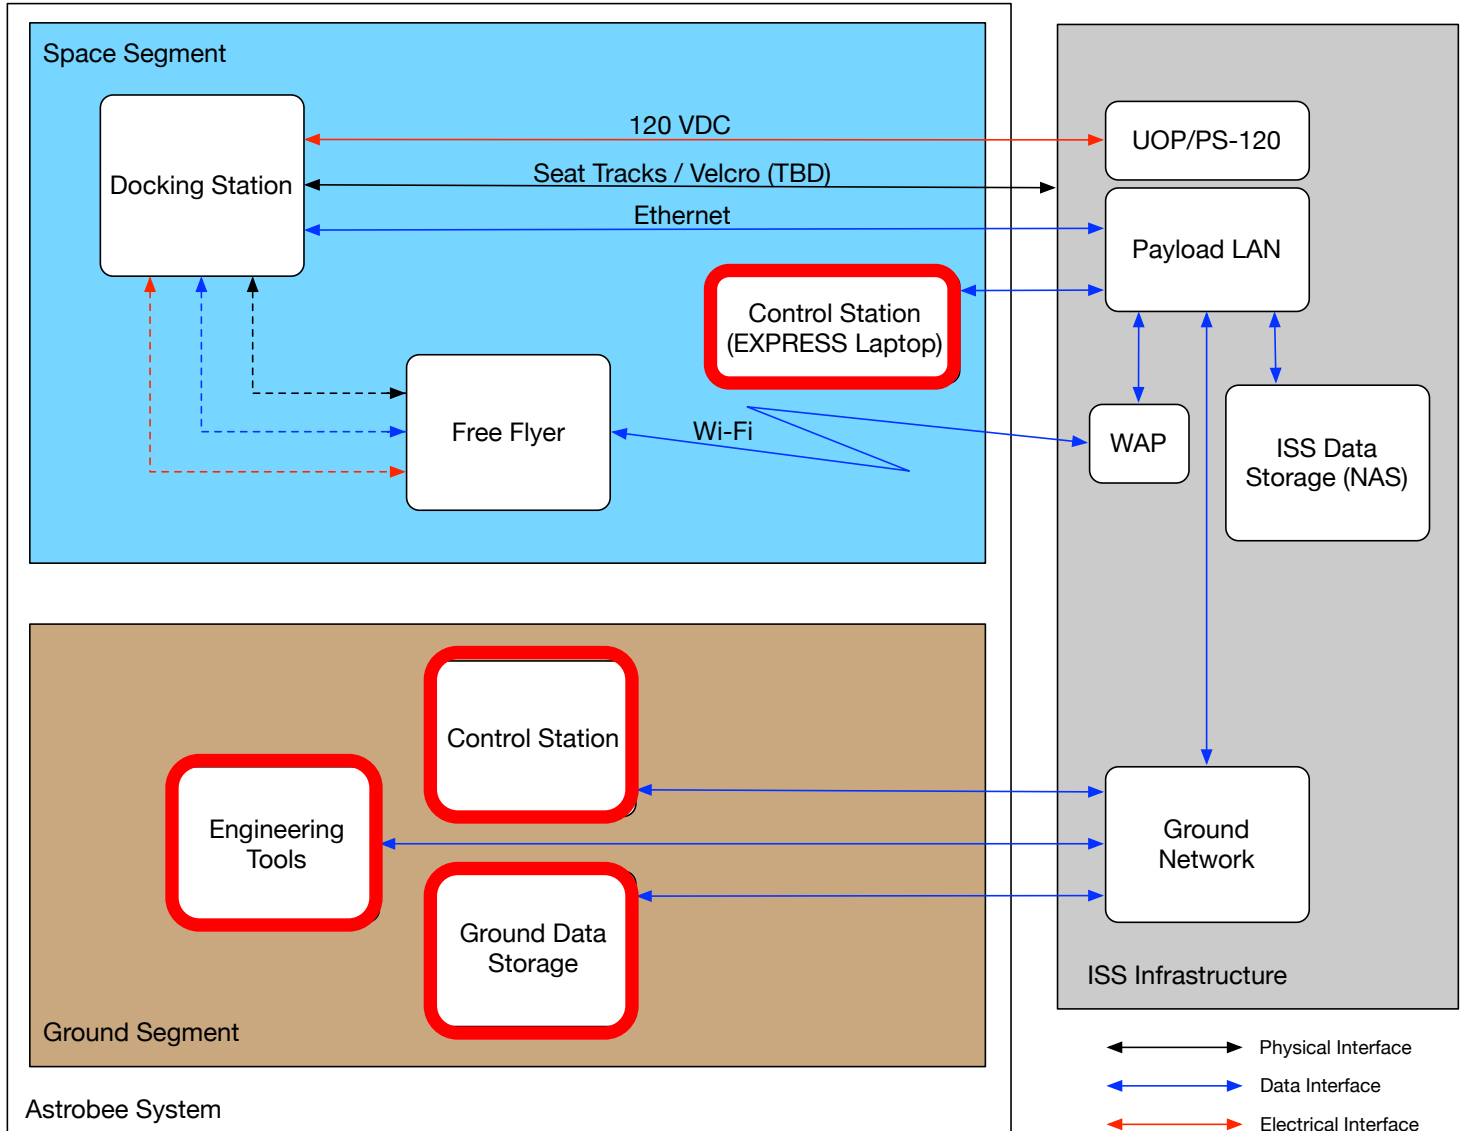 Space Segment
Docking Station
120 VDC
Seat Tracks / Velcro (TBD)
Ethernet
UOP/PS-120
Payload LAN
Control Station
(EXPRESS Laptop)
Free Flyer
Wi-Fi
WAP
ISS Data
Storage (NAS)
Control Station
Engineering
Tools
Ground Data
Storage
Ground
Network
ISS Infrastructure
Ground Segment
Astrobee System
Physical Interface
Data Interface
Electrical Interface